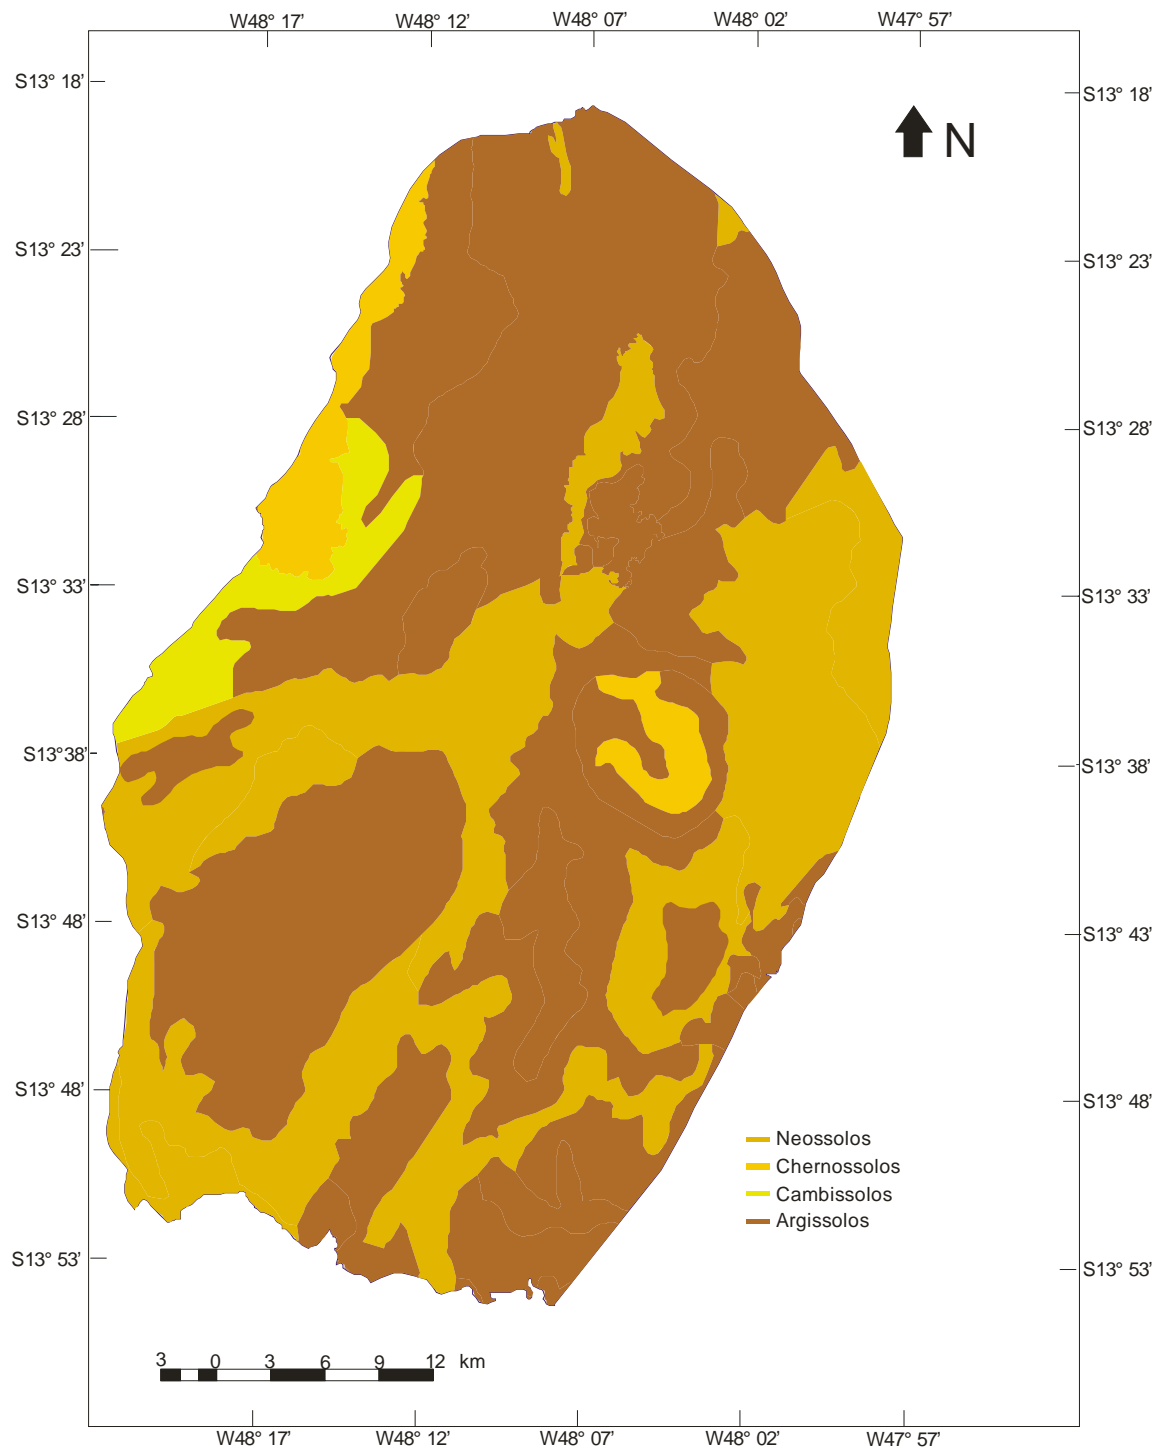 W48° 17’ W48° 12’ W48° 07’ W48° 02’ W47° 57’
S13° 18’ S13° 18’
N
S13° 23’ S13° 23’
S13° 28’ S13° 28’
S13° 33’ S13° 33’
S13° 38’ S13° 38’
S13° 48’ S13° 43’
S13° 48’ S13° 48’
Neossolos
Chernossolos
Cambissolos
Argissolos
S13° 53’ S13° 53’
3 0 3 6 9 12 km
W48° 17’ W48° 12’ W48° 07’ W48° 02’ W47° 57’